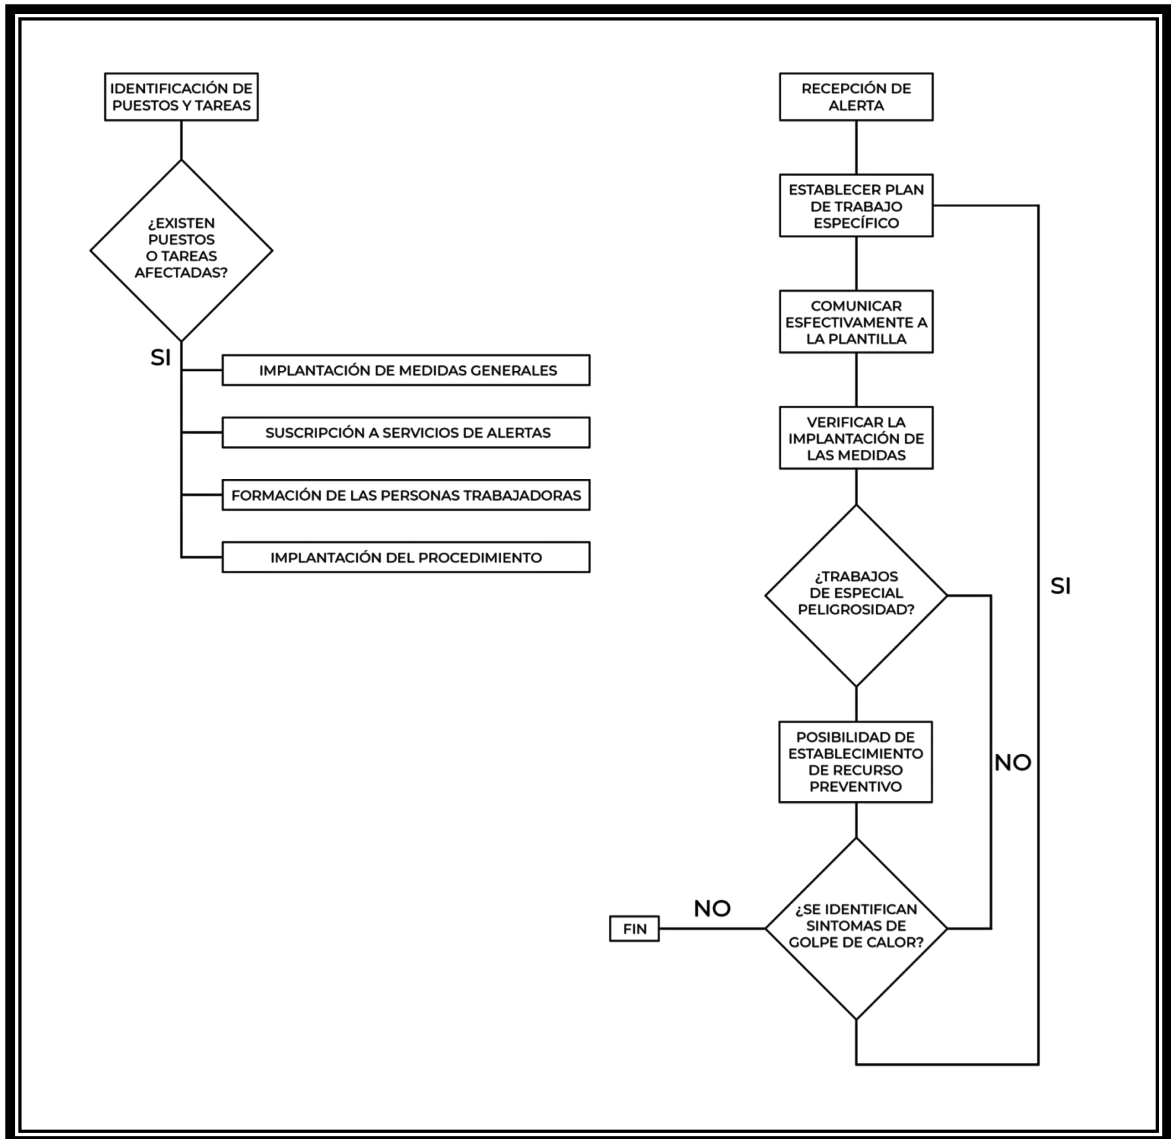 IDENTIFICACIÓN DE
PUESTOS Y TAREAS
¿EXISTEN
PUESTOS
O TAREAS
AFECTADAS?
SI
IMPLANTACIÓN DE MEDIDAS GENERALES
SUSCRIPCIÓN A SERVICIOS DE ALERTAS
FORMACIÓN DE LAS PERSONAS TRABAJADORAS
IMPLANTACIÓN DEL PROCEDIMIENTO
RECEPCIÓN DE
ALERTA
ESTABLECER PLAN
DE TRABAJO
ESPECÍFICO
COMUNICAR
ESFECTIVAMENTE A
LA PLANTILLA
VERIFICAR LA
IMPLANTACIÓN DE
LAS MEDIDAS
¿TRABAJOS
DE ESPECIAL
PELIGROSIDAD?
SI
POSIBILIDAD DE
ESTABLECIMIENTO
DE RECURSO
PREVENTIVO
NO
¿SE IDENTIFICAN
SINTOMAS DE
GOLPE DE CALOR?
NO
FIN